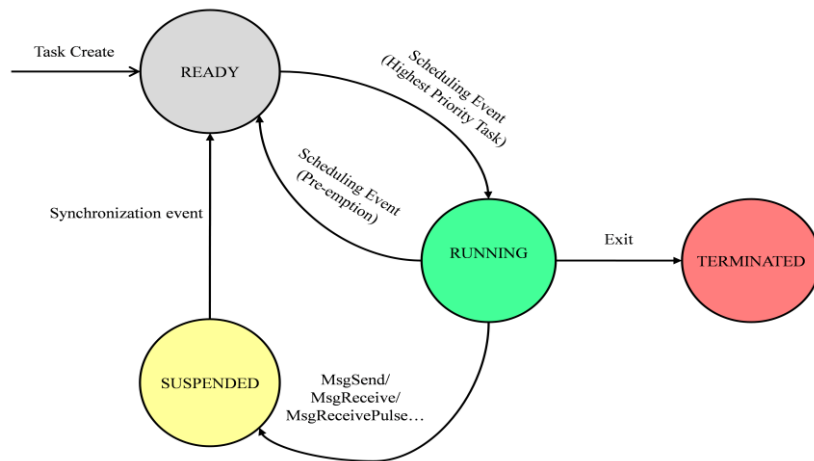 Task Create
READY
Scheduling Event
(Highest Priority Task)
Scheduling Event
(Pre-emption)
Synchronization event
RUNNING
Exit
TERMINATED
SUSPENDED
MsgSend/
MsgReceive/
MsgReceivePulse…